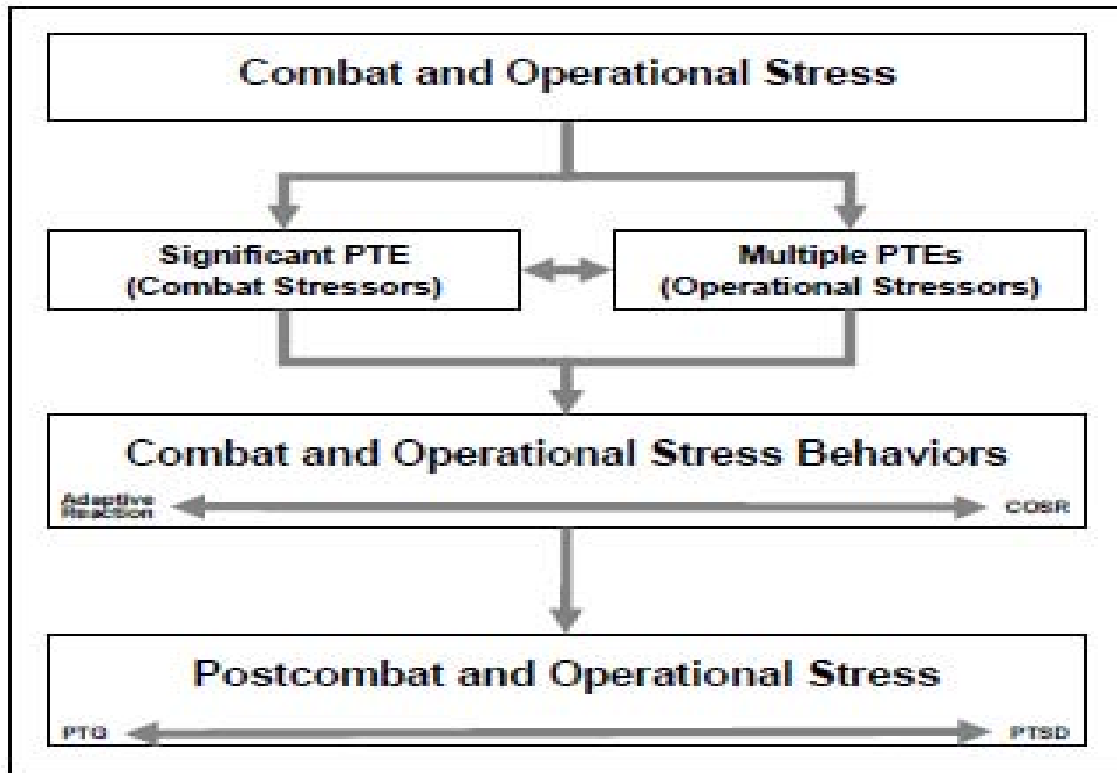 Combat and Operational Stress
Significant PTE
(Combat Stressors)
Multiple PTEs
(Operational Stressors)
Combat and Operational Stress Behaviors
Adaptive
Reaction
COSR
Postcombat and Operational Stress
PTG
PTSD